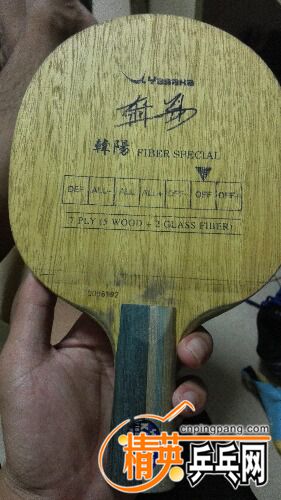 Yasaka
韓陽 FIBER SPECIAL
DEF ALL- ALL ALL+ OFF- OFF OFF+
7 PLY (5 WOOD + 2 GLASS FIBER)
cnpingpang.com
精英乒乓网